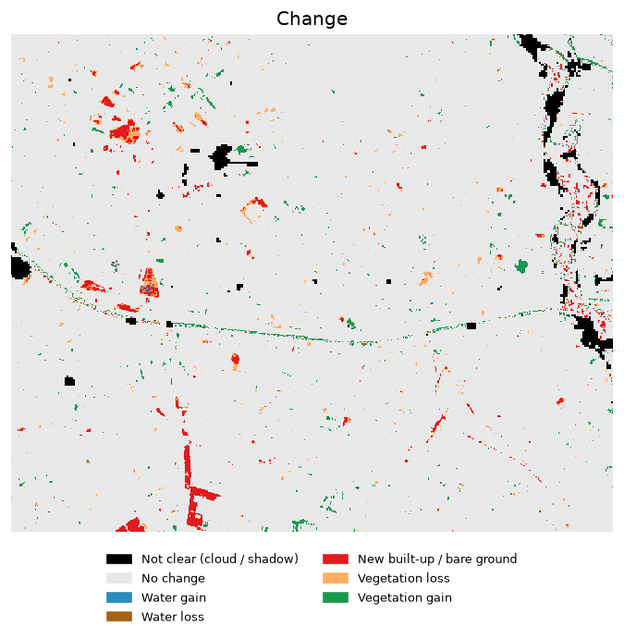 Change
Not clear (cloud / shadow)
No change
Water gain
Water loss
New built-up / bare ground
Vegetation loss
Vegetation gain